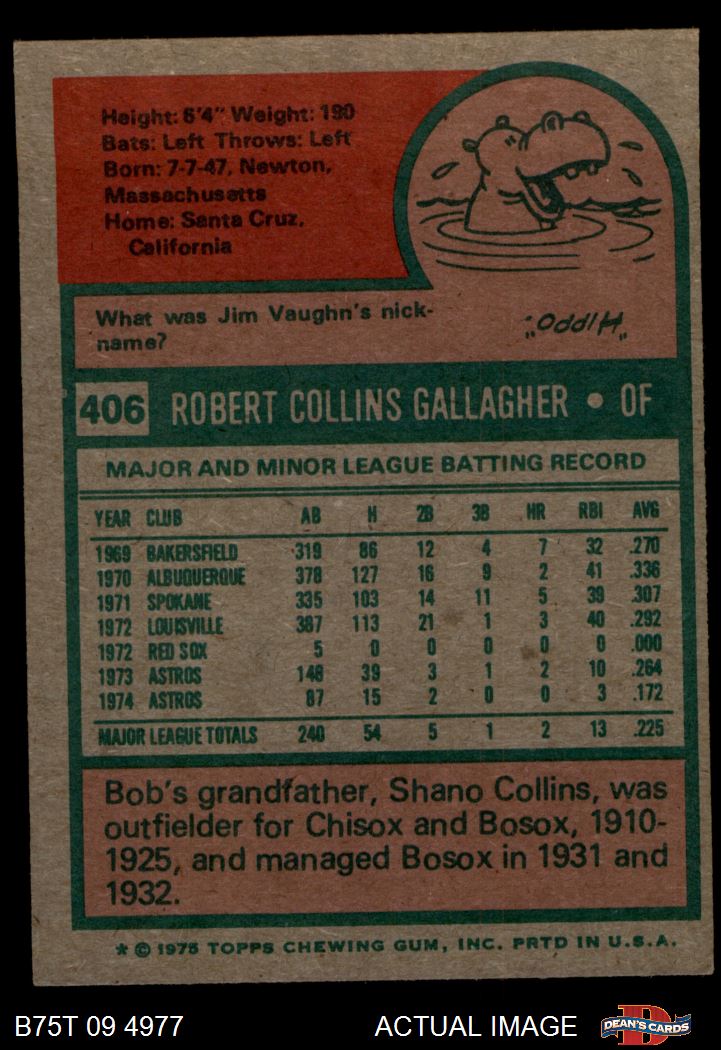 Height: 6'4" Weight: 190
Bats: Left Throws: Left
Born: 7-7-47, Newton,
Massachusetts
Home: Santa Cruz,
California
What was Jim Vaughn's nick-
name?
"Hippo."
406 ROBERT COLLINS GALLAGHER • OF
MAJOR AND MINOR LEAGUE BATTING RECORD
YEAR CLUB AB H 2B 3B HR RBI AVG
1969 BAKERSFIELD 319 86 12 4 7 32 .270
1970 ALBUQUERQUE 378 127 16 9 2 41 .336
1971 SPOKANE 335 103 14 11 5 39 .307
1972 LOUISVILLE 387 113 21 1 3 40 .292
1972 RED SOX 5 0 0 0 0 0 .000
1973 ASTROS 148 39 3 1 2 10 .264
1974 ASTROS 87 15 2 0 0 3 .172
MAJOR LEAGUE TOTALS 240 54 5 1 2 13 .225
Bob's grandfather, Shano Collins, was
outfielder for Chisox and Bosox, 1910-
1925, and managed Bosox in 1931 and
1932.
* © 1975 TOPPS CHEWING GUM, INC. PRTD IN U.S.A.
B75T 09 4977 ACTUAL IMAGE DEAN'S CARDS